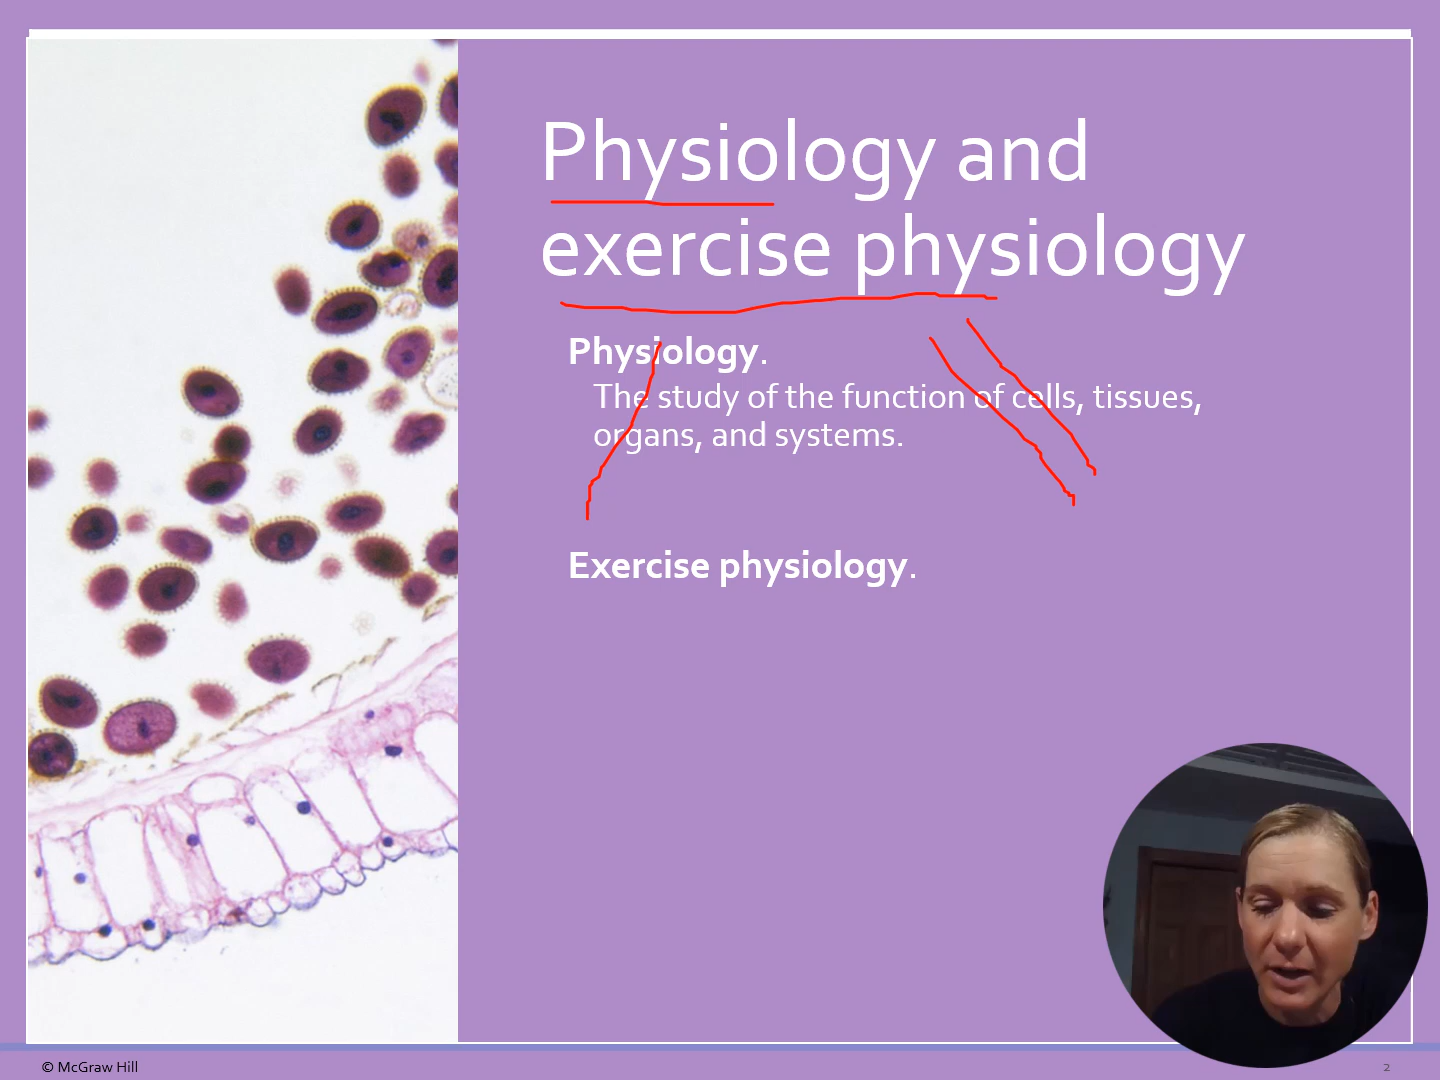 Physiology and
exercise physiology
Physiology.
The study of the function of cells, tissues,
organs, and systems.
Exercise physiology.
© McGraw Hill
2